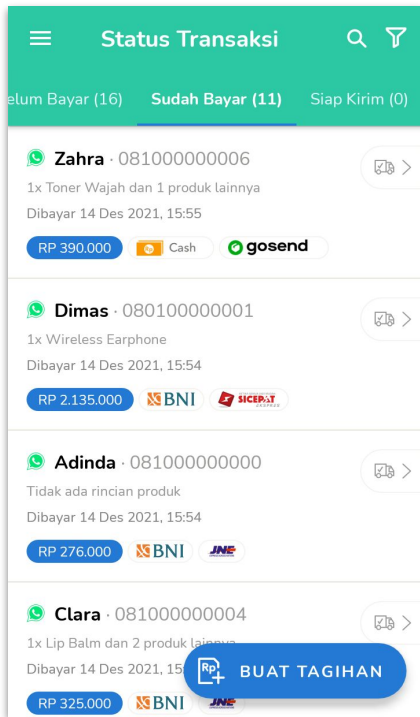 Status Transaksi
elum Bayar (16) Sudah Bayar (11) Siap Kirim (0)
Zahra · 081000000006
1x Toner Wajah dan 1 produk lainnya
Dibayar 14 Des 2021, 15:55
RP 390.000 Rp Cash gosend
Dimas · 080100000001
1x Wireless Earphone
Dibayar 14 Des 2021, 15:54
RP 2.135.000 BNI SICEPAT EKSPRES
Adinda · 081000000000
Tidak ada rincian produk
Dibayar 14 Des 2021, 15:54
RP 276.000 BNI JNE
Clara · 081000000004
1x Lip Balm dan 2 produk lainnya
Dibayar 14 Des 2021, 15
RP BUAT TAGIHAN
RP 325.000 BNI JNE